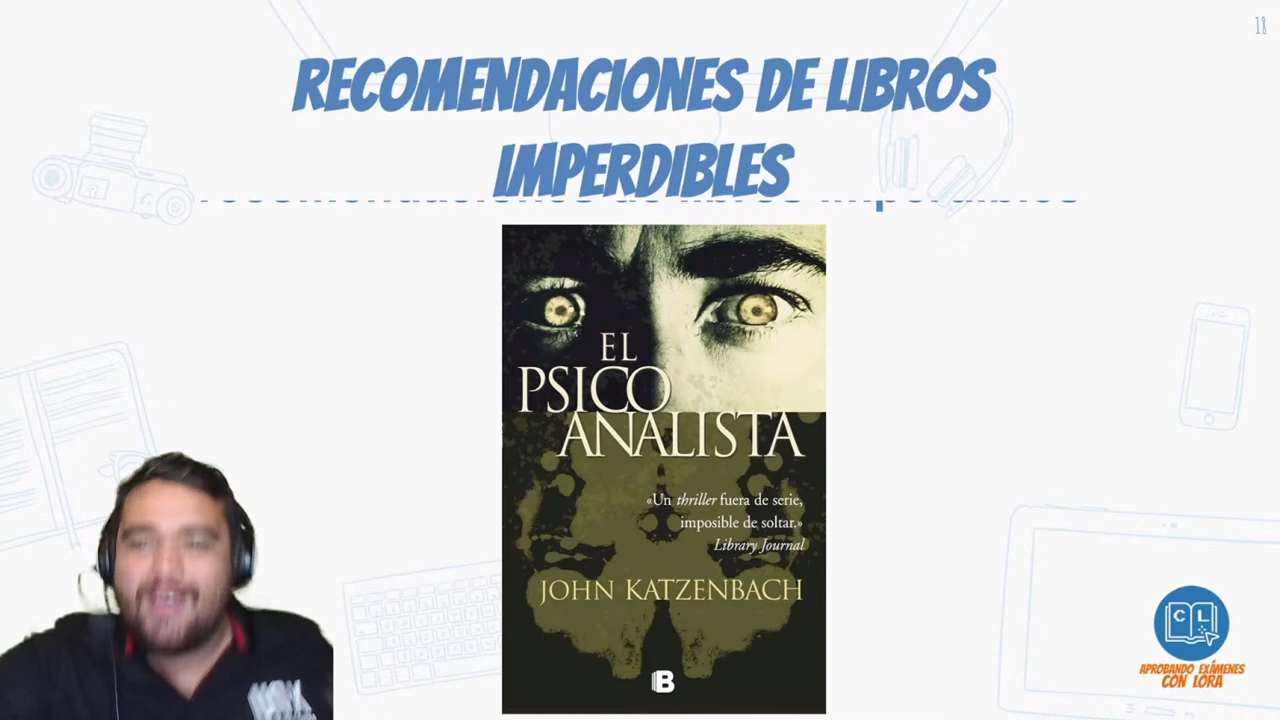 18
RECOMENDACIONES DE LIBROS
IMPERDIBLES
EL
PSICO
ANALISTA
«Un thriller fuera de serie,
imposible de soltar.»
Library Journal
JOHN KATZENBACH
B
C L
APROBANDO EXÁMENES
CON LORA